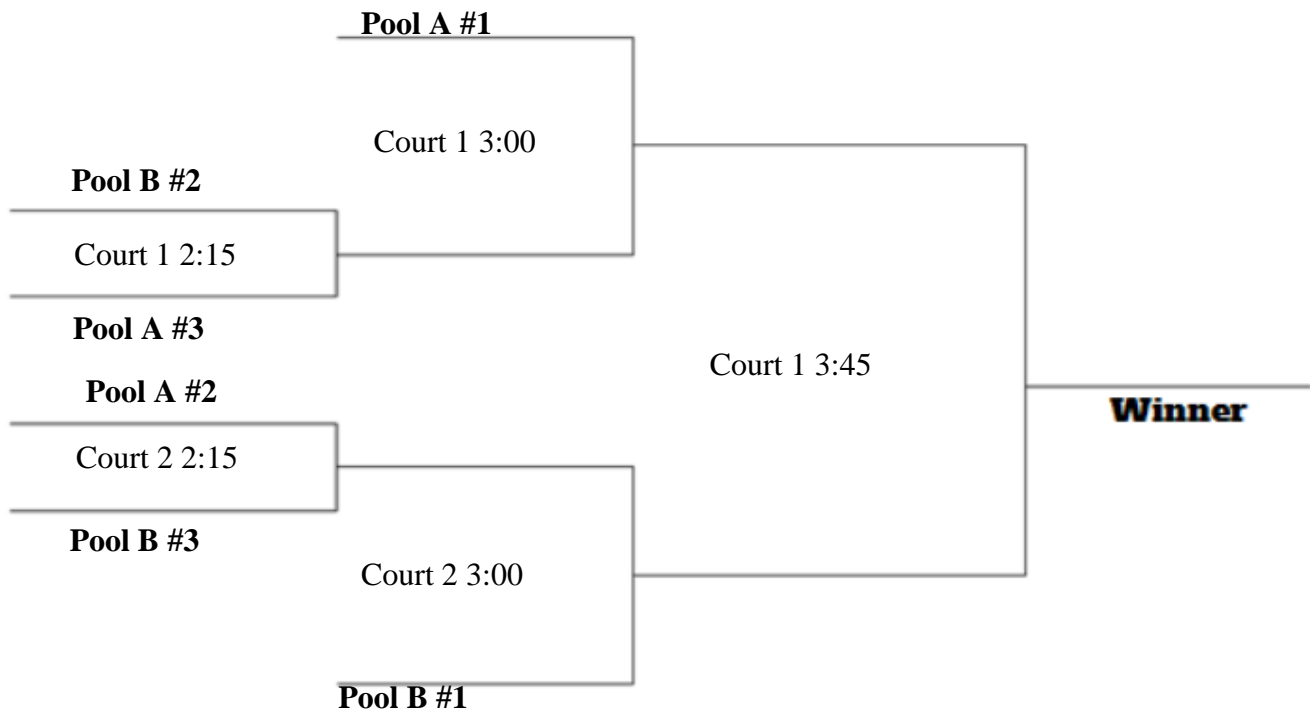 Pool A #1
Court 1 3:00
Pool B #2
Court 1 2:15
Pool A #3
Court 1 3:45
Pool A #2
Winner
Court 2 2:15
Pool B #3
Court 2 3:00
Pool B #1